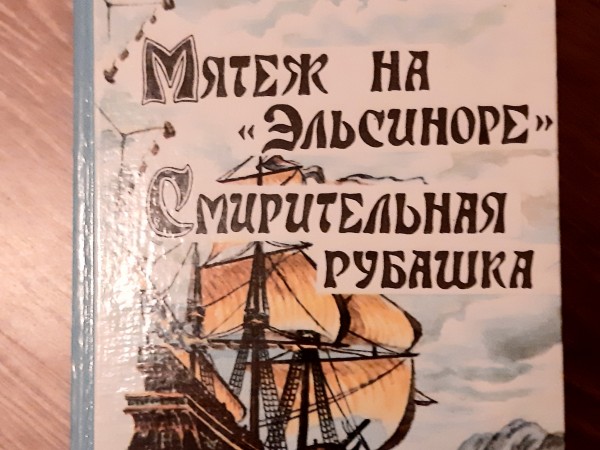 Мятеж на
«Эльсиноре»
Смирительная
рубашка